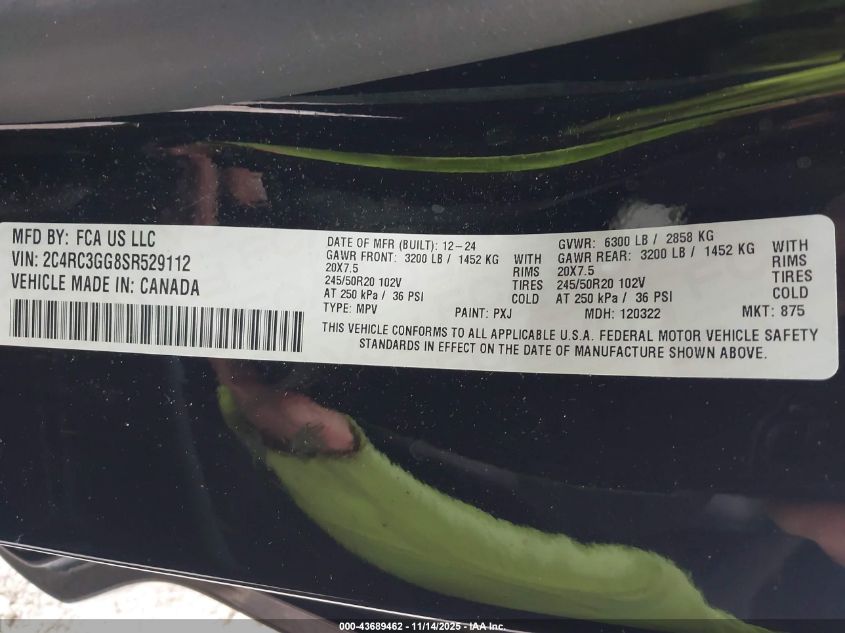 MFD BY: FCA US LLC
VIN: 2C4RC3GG8SR529112
VEHICLE MADE IN: CANADA
DATE OF MFR (BUILT): 12-24
GAWR FRONT: 3200 LB / 1452 KG WITH
20X7.5 RIMS
245/50R20 102V TIRES
AT 250 kPa / 36 PSI COLD
TYPE: MPV PAINT: PXJ
GVWR: 6300 LB / 2858 KG
GAWR REAR: 3200 LB / 1452 KG WITH
20X7.5 RIMS
245/50R20 102V TIRES
AT 250 kPa / 36 PSI COLD
MDH: 120322 MKT: 875
THIS VEHICLE CONFORMS TO ALL APPLICABLE U.S.A. FEDERAL MOTOR VEHICLE SAFETY
STANDARDS IN EFFECT ON THE DATE OF MANUFACTURE SHOWN ABOVE.
000-43689462 - 11/14/2025 - IAA Inc.